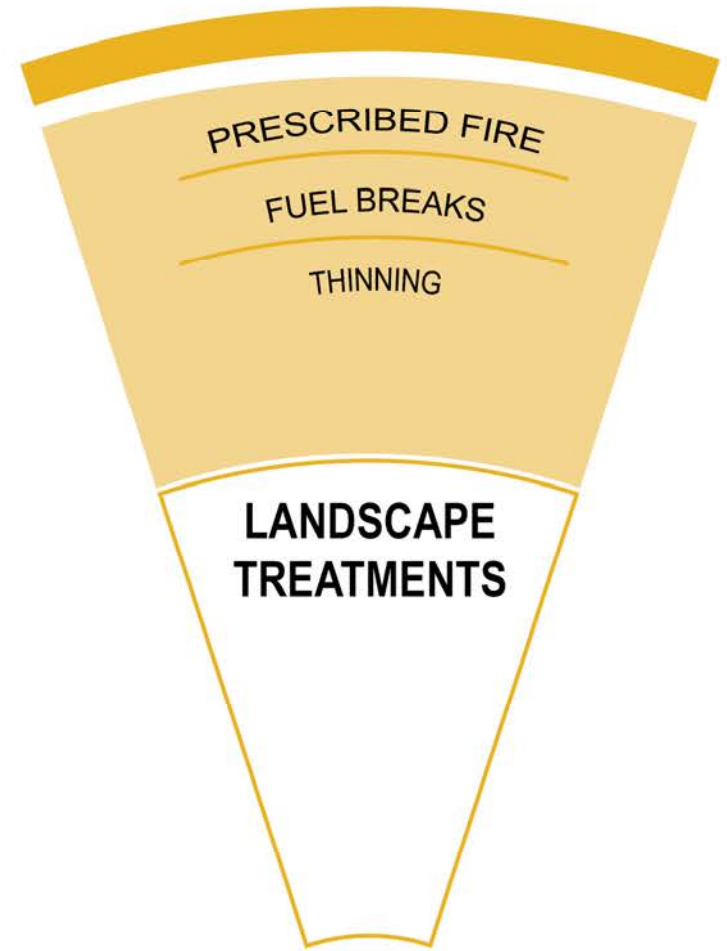 PRESCRIBED FIRE
FUEL BREAKS
THINNING
LANDSCAPE
TREATMENTS